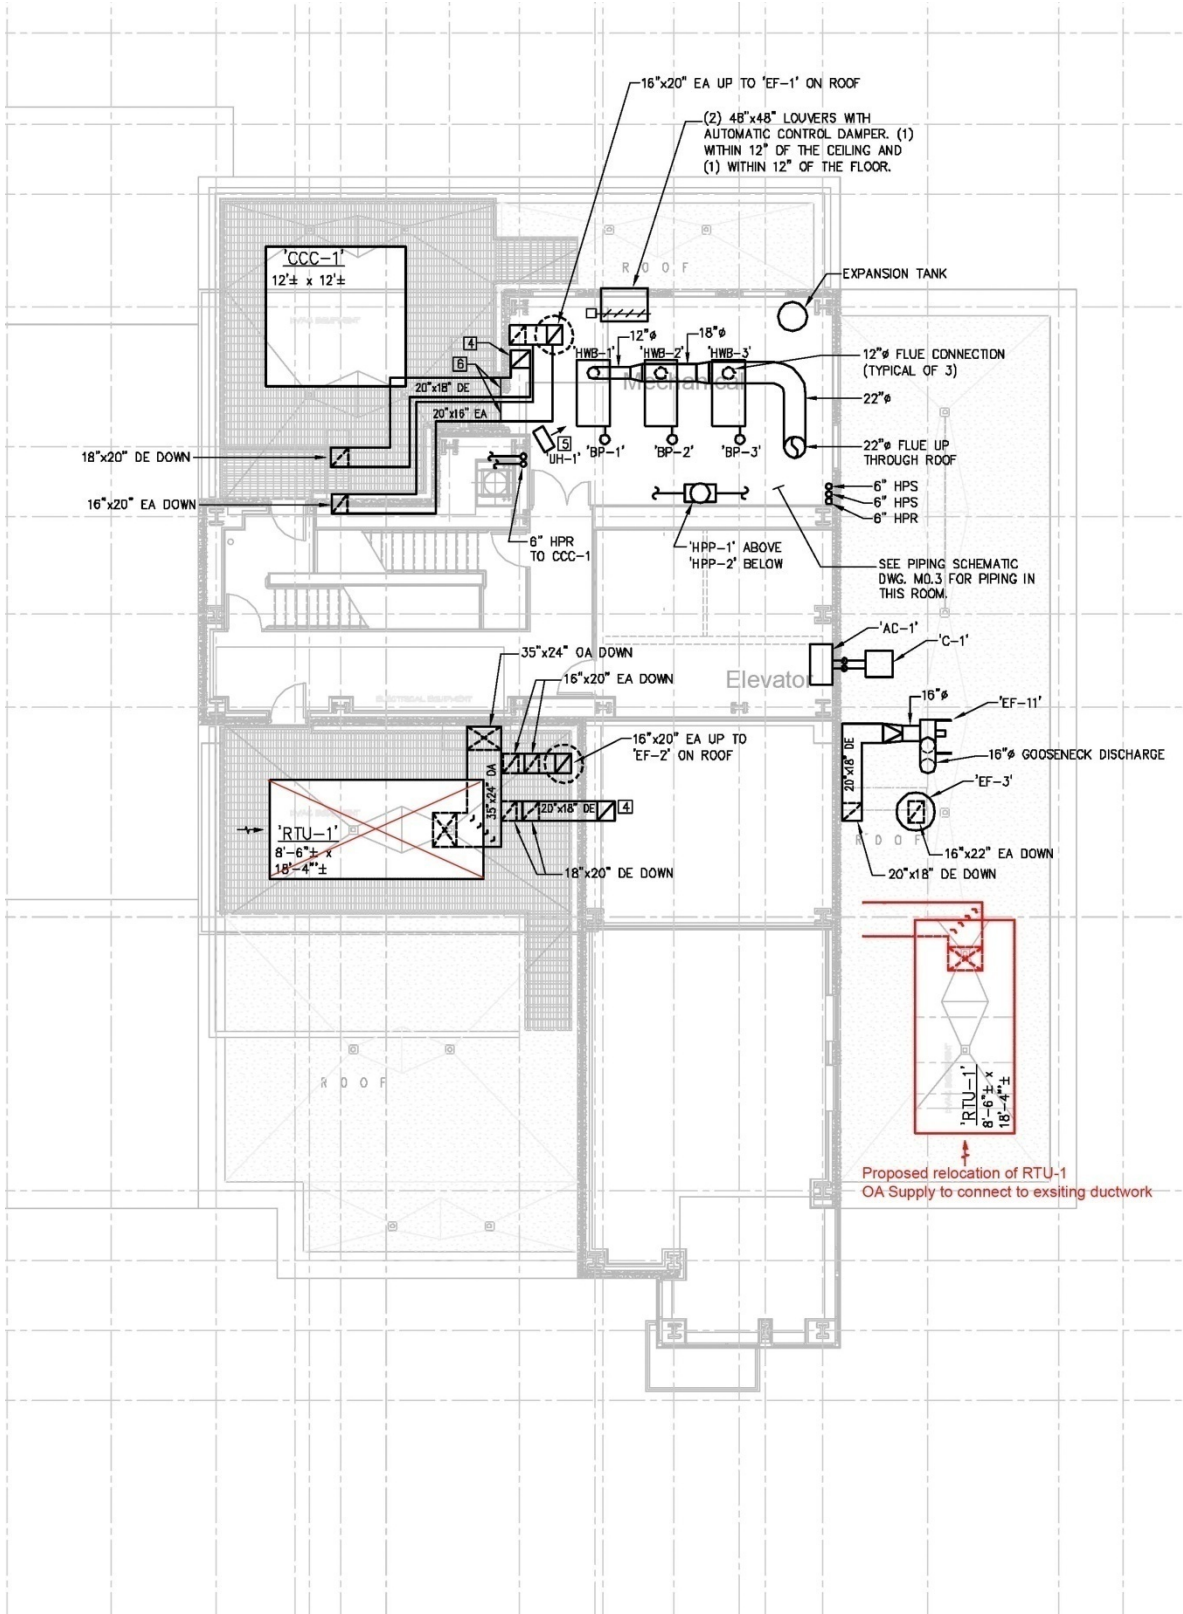 16"x20" EA UP TO 'EF-1' ON ROOF
(2) 48"x48" LOUVERS WITH
AUTOMATIC CONTROL DAMPER. (1)
WITHIN 12" OF THE CEILING AND
(1) WITHIN 12" OF THE FLOOR.
'CCC-1'
12'± x 12'±
ROOF
EXPANSION TANK
12"ø
18"ø
4
6
'HWB-1'
'HWB-2'
'HWB-3'
12"ø FLUE CONNECTION
(TYPICAL OF 3)
Mechanical
20"x18" DE
20"x16" EA
22"ø
5
'UH-1'
'BP-1'
'BP-2'
'BP-3'
22"ø FLUE UP
THROUGH ROOF
18"x20" DE DOWN
16"x20" EA DOWN
6" HPS
6" HPS
6" HPR
6" HPR
TO CCC-1
'HPP-1' ABOVE
'HPP-2' BELOW
SEE PIPING SCHEMATIC
DWG. M0.3 FOR PIPING IN
THIS ROOM.
'AC-1'
'C-1'
35"x24" OA DOWN
16"x20" EA DOWN
Elevator
ELECTRICAL EQUIPMENT
16"ø
'EF-11'
16"x20" EA UP TO
'EF-2' ON ROOF
16"ø GOOSENECK DISCHARGE
20"x18" DE
35"x24" OA
'EF-3'
20"x18" DE
4
'RTU-1'
8'-6"± x
18'-4"'±
ROOF
16"x22" EA DOWN
18"x20" DE DOWN
20"x18" DE DOWN
ROOF
'RTU-1'
8'-6"± x
18'-4"'±
Proposed relocation of RTU-1
OA Supply to connect to exsiting ductwork